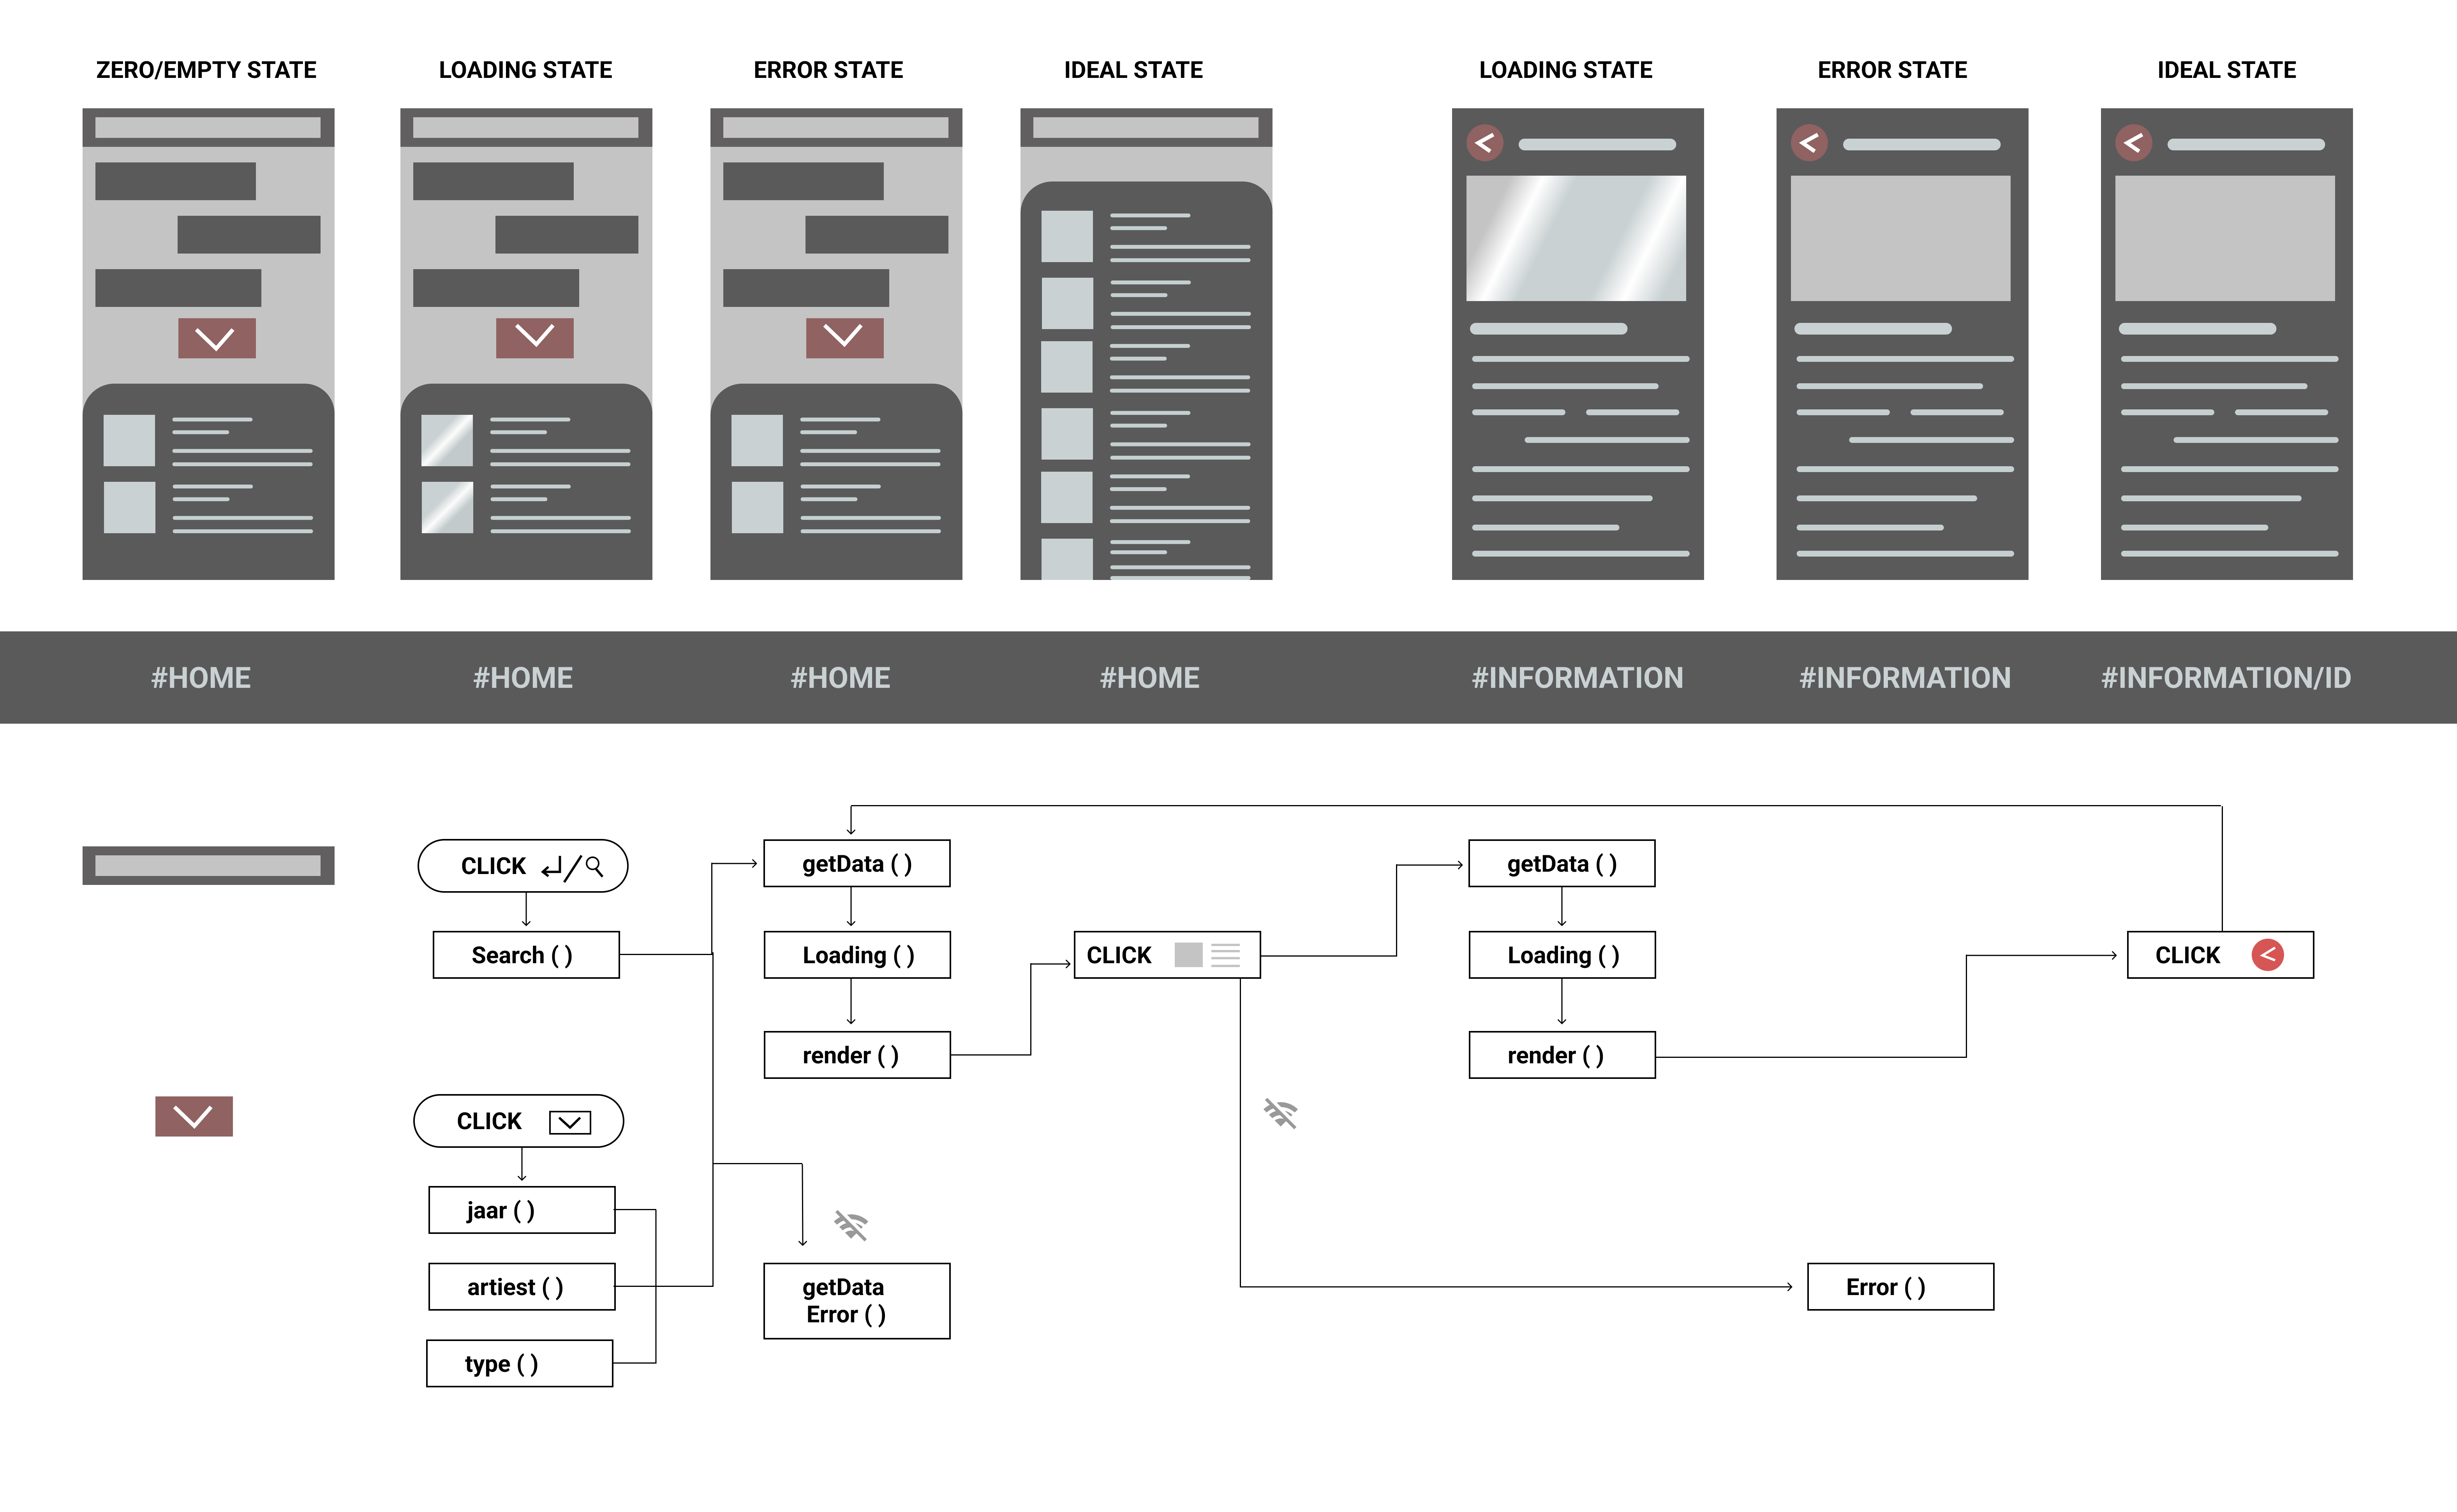 ZERO/EMPTY STATE
LOADING STATE
ERROR STATE
IDEAL STATE
LOADING STATE
ERROR STATE
IDEAL STATE
#HOME
#HOME
#HOME
#HOME
#INFORMATION
#INFORMATION
#INFORMATION/ID
CLICK
Search ( )
CLICK
jaar ( )
artiest ( )
type ( )
getData ( )
Loading ( )
render ( )
getData
Error ( )
CLICK
getData ( )
Loading ( )
render ( )
Error ( )
CLICK